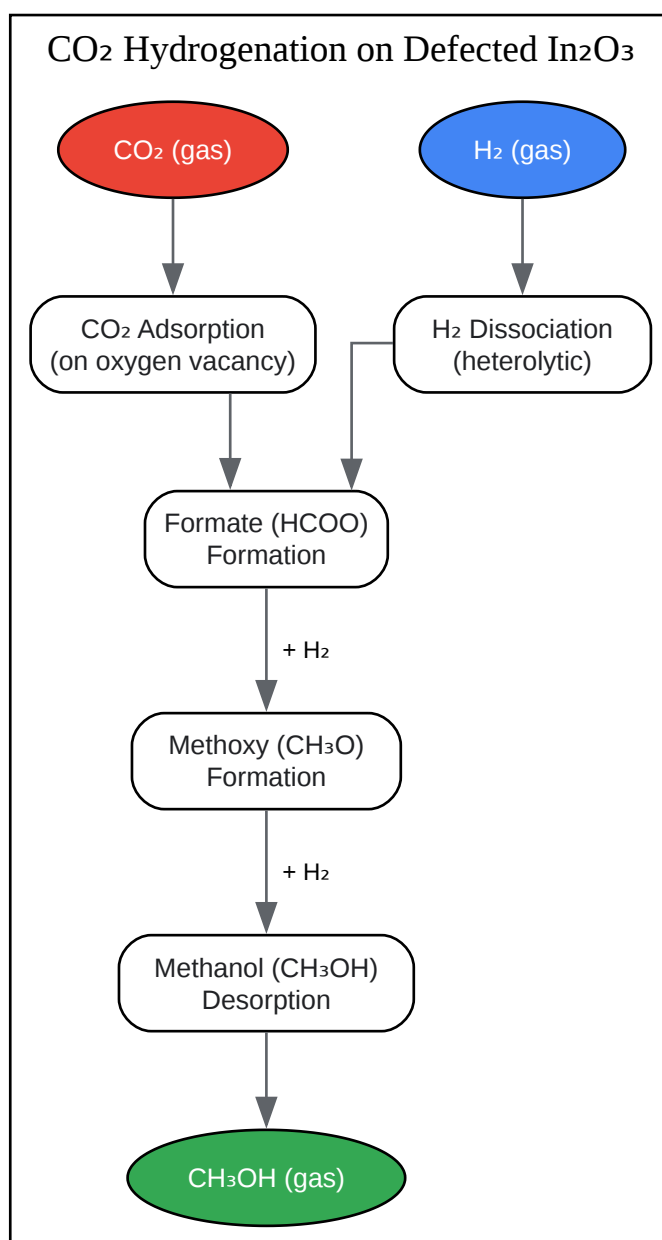 CO₂ Hydrogenation on Defected In₂O₃
CO₂ (gas)
H₂ (gas)
CO₂ Adsorption
(on oxygen vacancy)
H₂ Dissociation
(heterolytic)
Formate (HCOO)
Formation
+ H₂
Methoxy (CH₃O)
Formation
+ H₂
Methanol (CH₃OH)
Desorption
CH₃OH (gas)